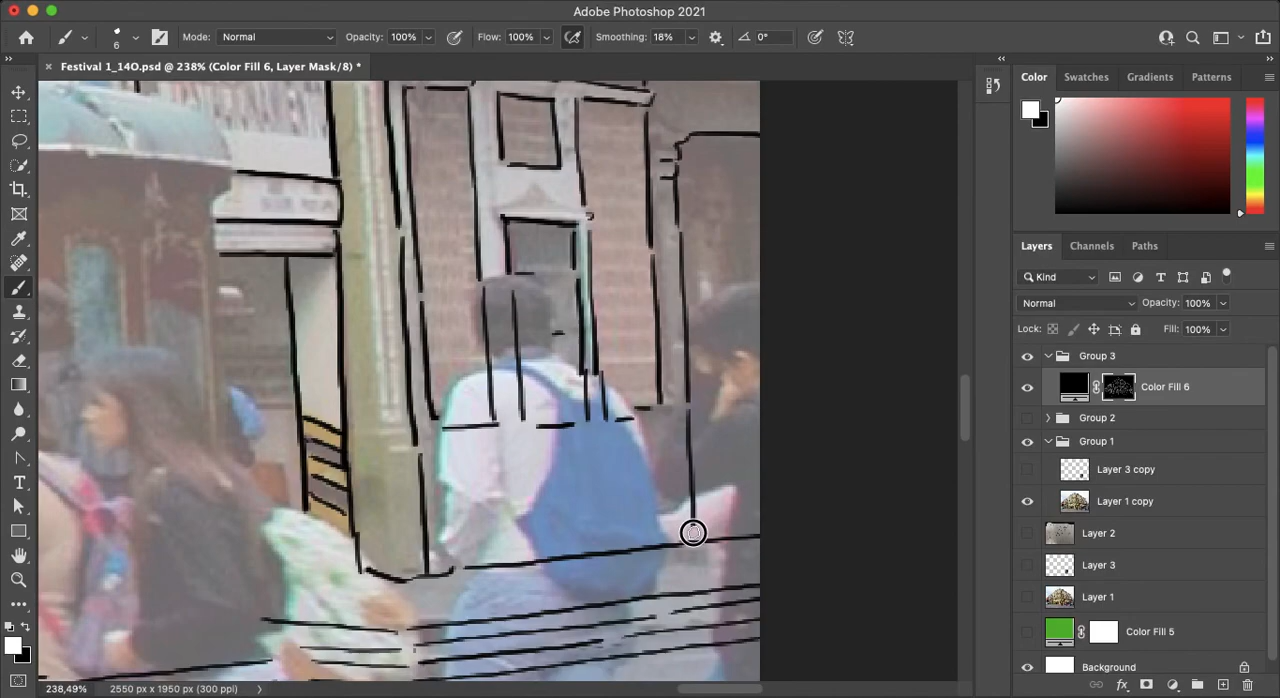 Adobe Photoshop 2021
6
Mode: Normal
Opacity: 100%
Flow: 100%
Smoothing: 18%
0°
Festival 1_14O.psd @ 238% (Color Fill 6, Layer Mask/8) *
Color
Swatches
Gradients
Patterns
Layers
Channels
Paths
Kind
Normal
Opacity: 100%
Lock:
Fill: 100%
Group 3
Color Fill 6
Group 2
Group 1
Layer 3 copy
Layer 1 copy
Layer 2
Layer 3
Layer 1
Color Fill 5
Background
238,49%
2550 px x 1950 px (300 ppi)